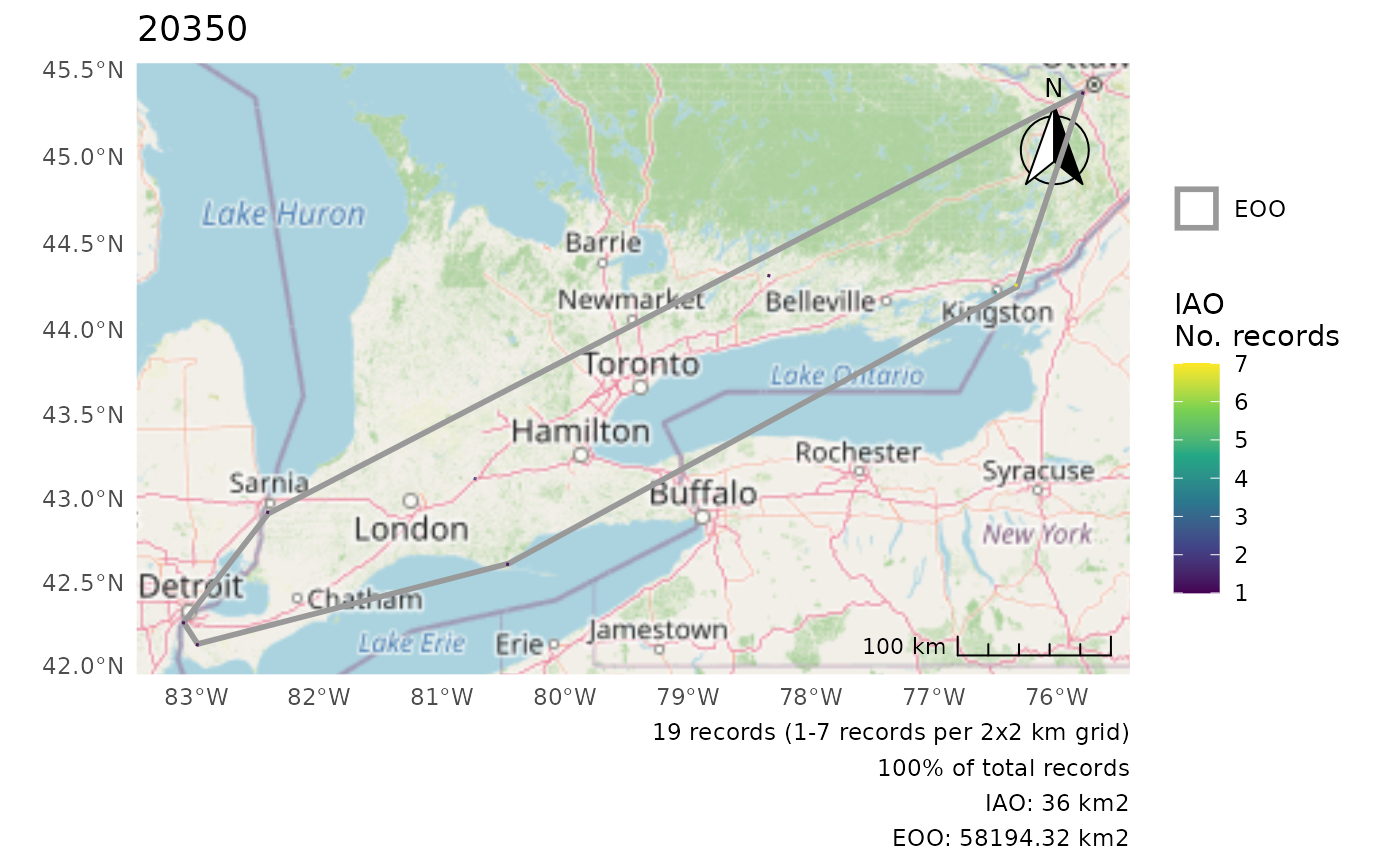 20350
45.5°N
45.0°N
44.5°N
44.0°N
43.5°N
43.0°N
42.5°N
42.0°N
83°W 82°W 81°W 80°W 79°W 78°W 77°W 76°W
Ottaw
N
Lake Huron
Barrie
Newmarket
Belleville
Kingston
Toronto
Lake Ontario
Hamilton
Rochester
Syracuse
Sarnia
Buffalo
London
New York
Detroit
Chatham
Lake Erie
Erie
Jamestown
100 km
EOO
IAO
No. records
7
6
5
4
3
2
1
19 records (1-7 records per 2x2 km grid)
100% of total records
IAO: 36 km2
EOO: 58194.32 km2